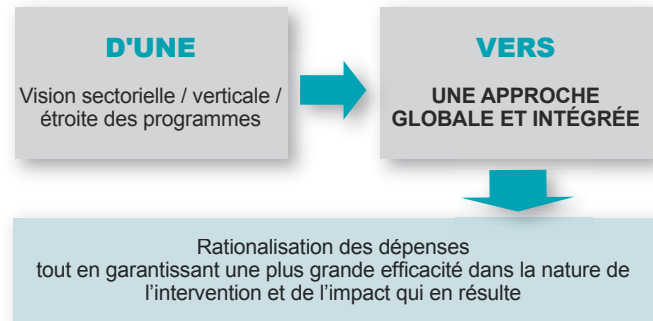 D'UNE
Vision sectorielle / verticale /
étroite des programmes
VERS
UNE APPROCHE
GLOBALE ET INTÉGRÉE
Rationalisation des dépenses
tout en garantissant une plus grande efficacité dans la nature de
l’intervention et de l’impact qui en résulte